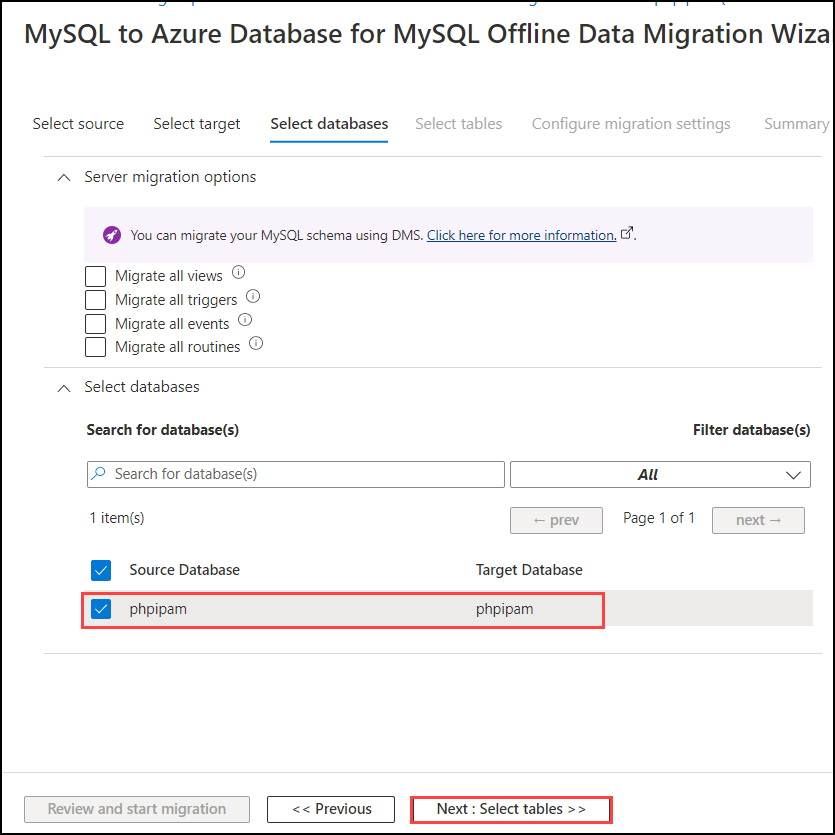 MySQL to Azure Database for MySQL Offline Data Migration Wiza
Select source Select target Select databases Select tables Configure migration settings Summary
Server migration options
You can migrate your MySQL schema using DMS. Click here for more information.
Migrate all views
Migrate all triggers
Migrate all events
Migrate all routines
Select databases
Search for database(s) Filter database(s)
Search for database(s) All
1 item(s) ← prev Page 1 of 1 next →
Source Database Target Database
phpipam phpipam
Review and start migration << Previous Next : Select tables >>